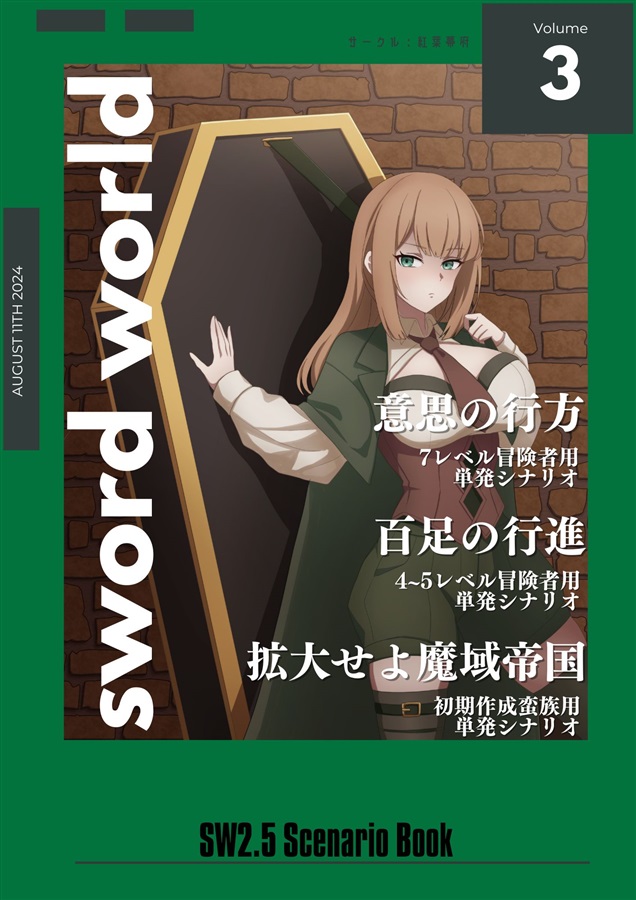 サークル：紅葉夢明
Volume
3
AUGUST 11TH 2024
sword world
意思の行方
7レベル冒険者用
単発シナリオ
百足の行進
4~5レベル冒険者用
単発シナリオ
拡大せよ魔域帝国
初期作成蛮族用
単発シナリオ
SW2.5 Scenario Book